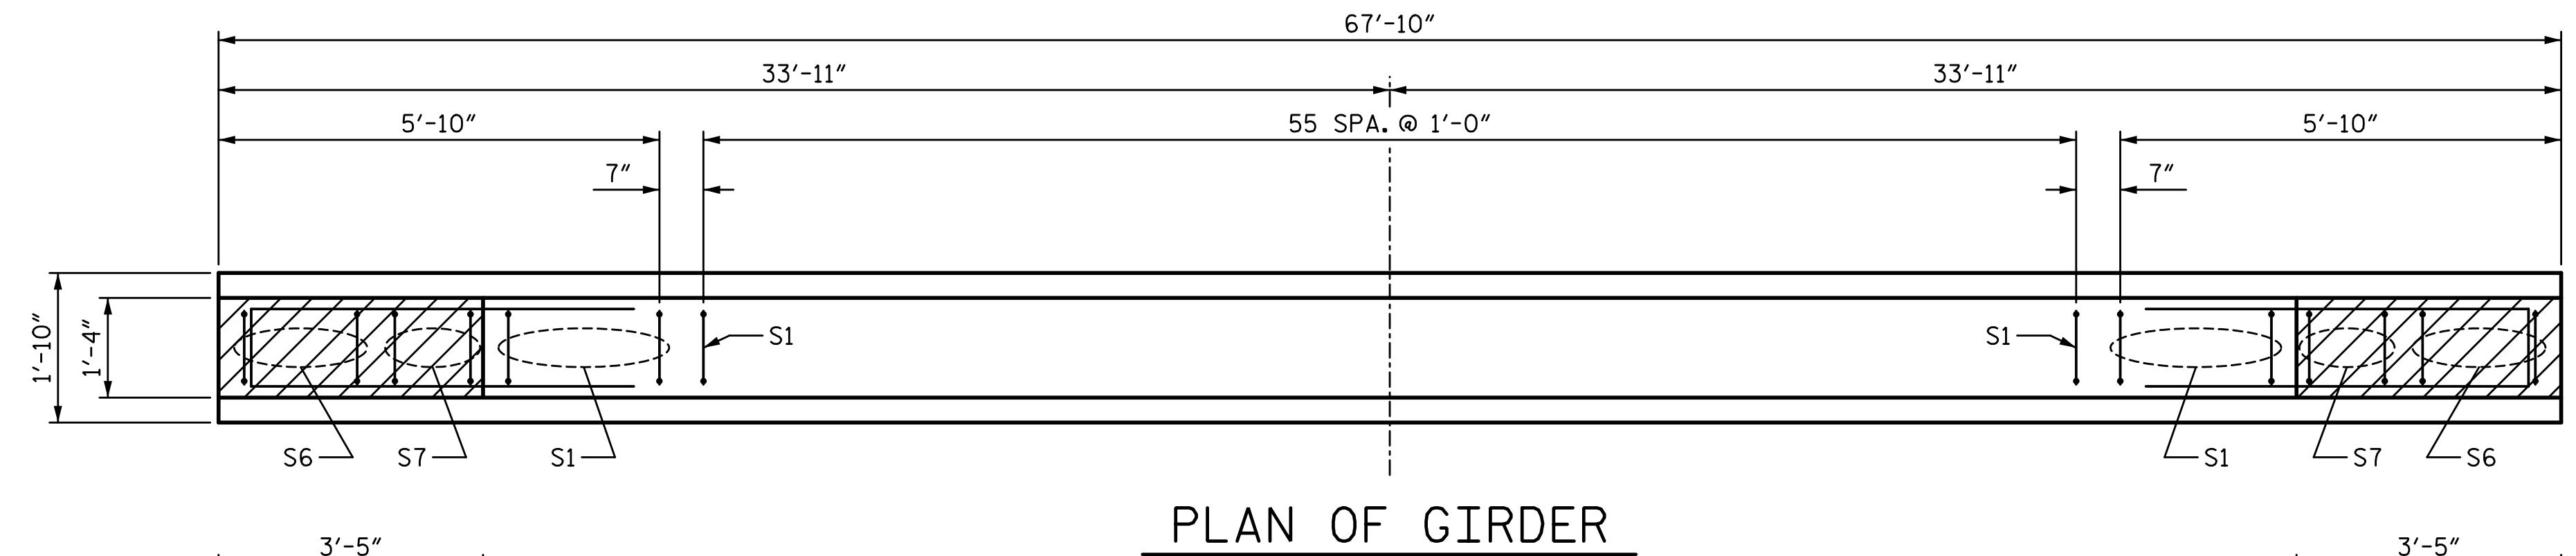 67'-10"
33'-11" 33'-11"
5'-10" 55 SPA. @ 1'-0" 5'-10"
7" 7"
1'-10"
1'-4"
S1 S1
S6 S7 S1 S1 S7 S6
PLAN OF GIRDER
3'-5" 3'-5"